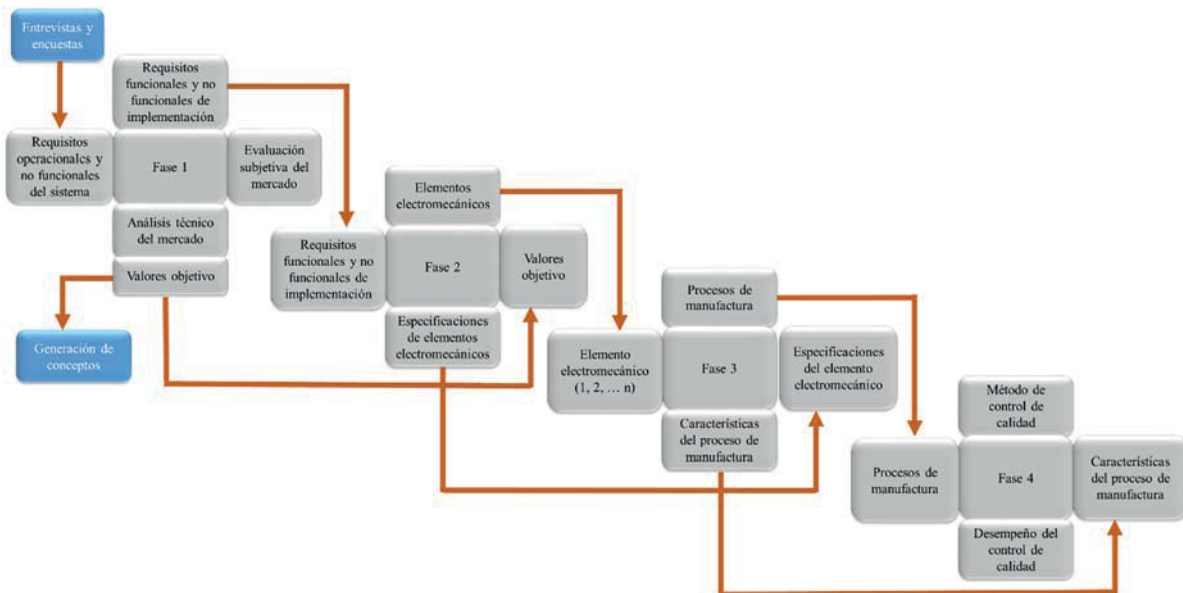 Entrevistas y
encuestas
Requisitos
funcionales y no
funcionales de
implementación
Requisitos
operacionales y
no funcionales
del sistema
Fase 1
Evaluación
subjetiva del
mercado
Análisis técnico
del mercado
Valores objetivo
Generación de
conceptos
Elementos
electromecánicos
Requisitos
funcionales y no
funcionales de
implementación
Fase 2
Valores
objetivo
Especificaciones
de elementos
electromecánicos
Procesos de
manufactura
Elemento
electromecánico
(1, 2, ... n)
Fase 3
Especificaciones
del elemento
electromecánico
Características
del proceso de
manufactura
Método de
control de
calidad
Procesos de
manufactura
Fase 4
Características
del proceso de
manufactura
Desempeño del
control de
calidad